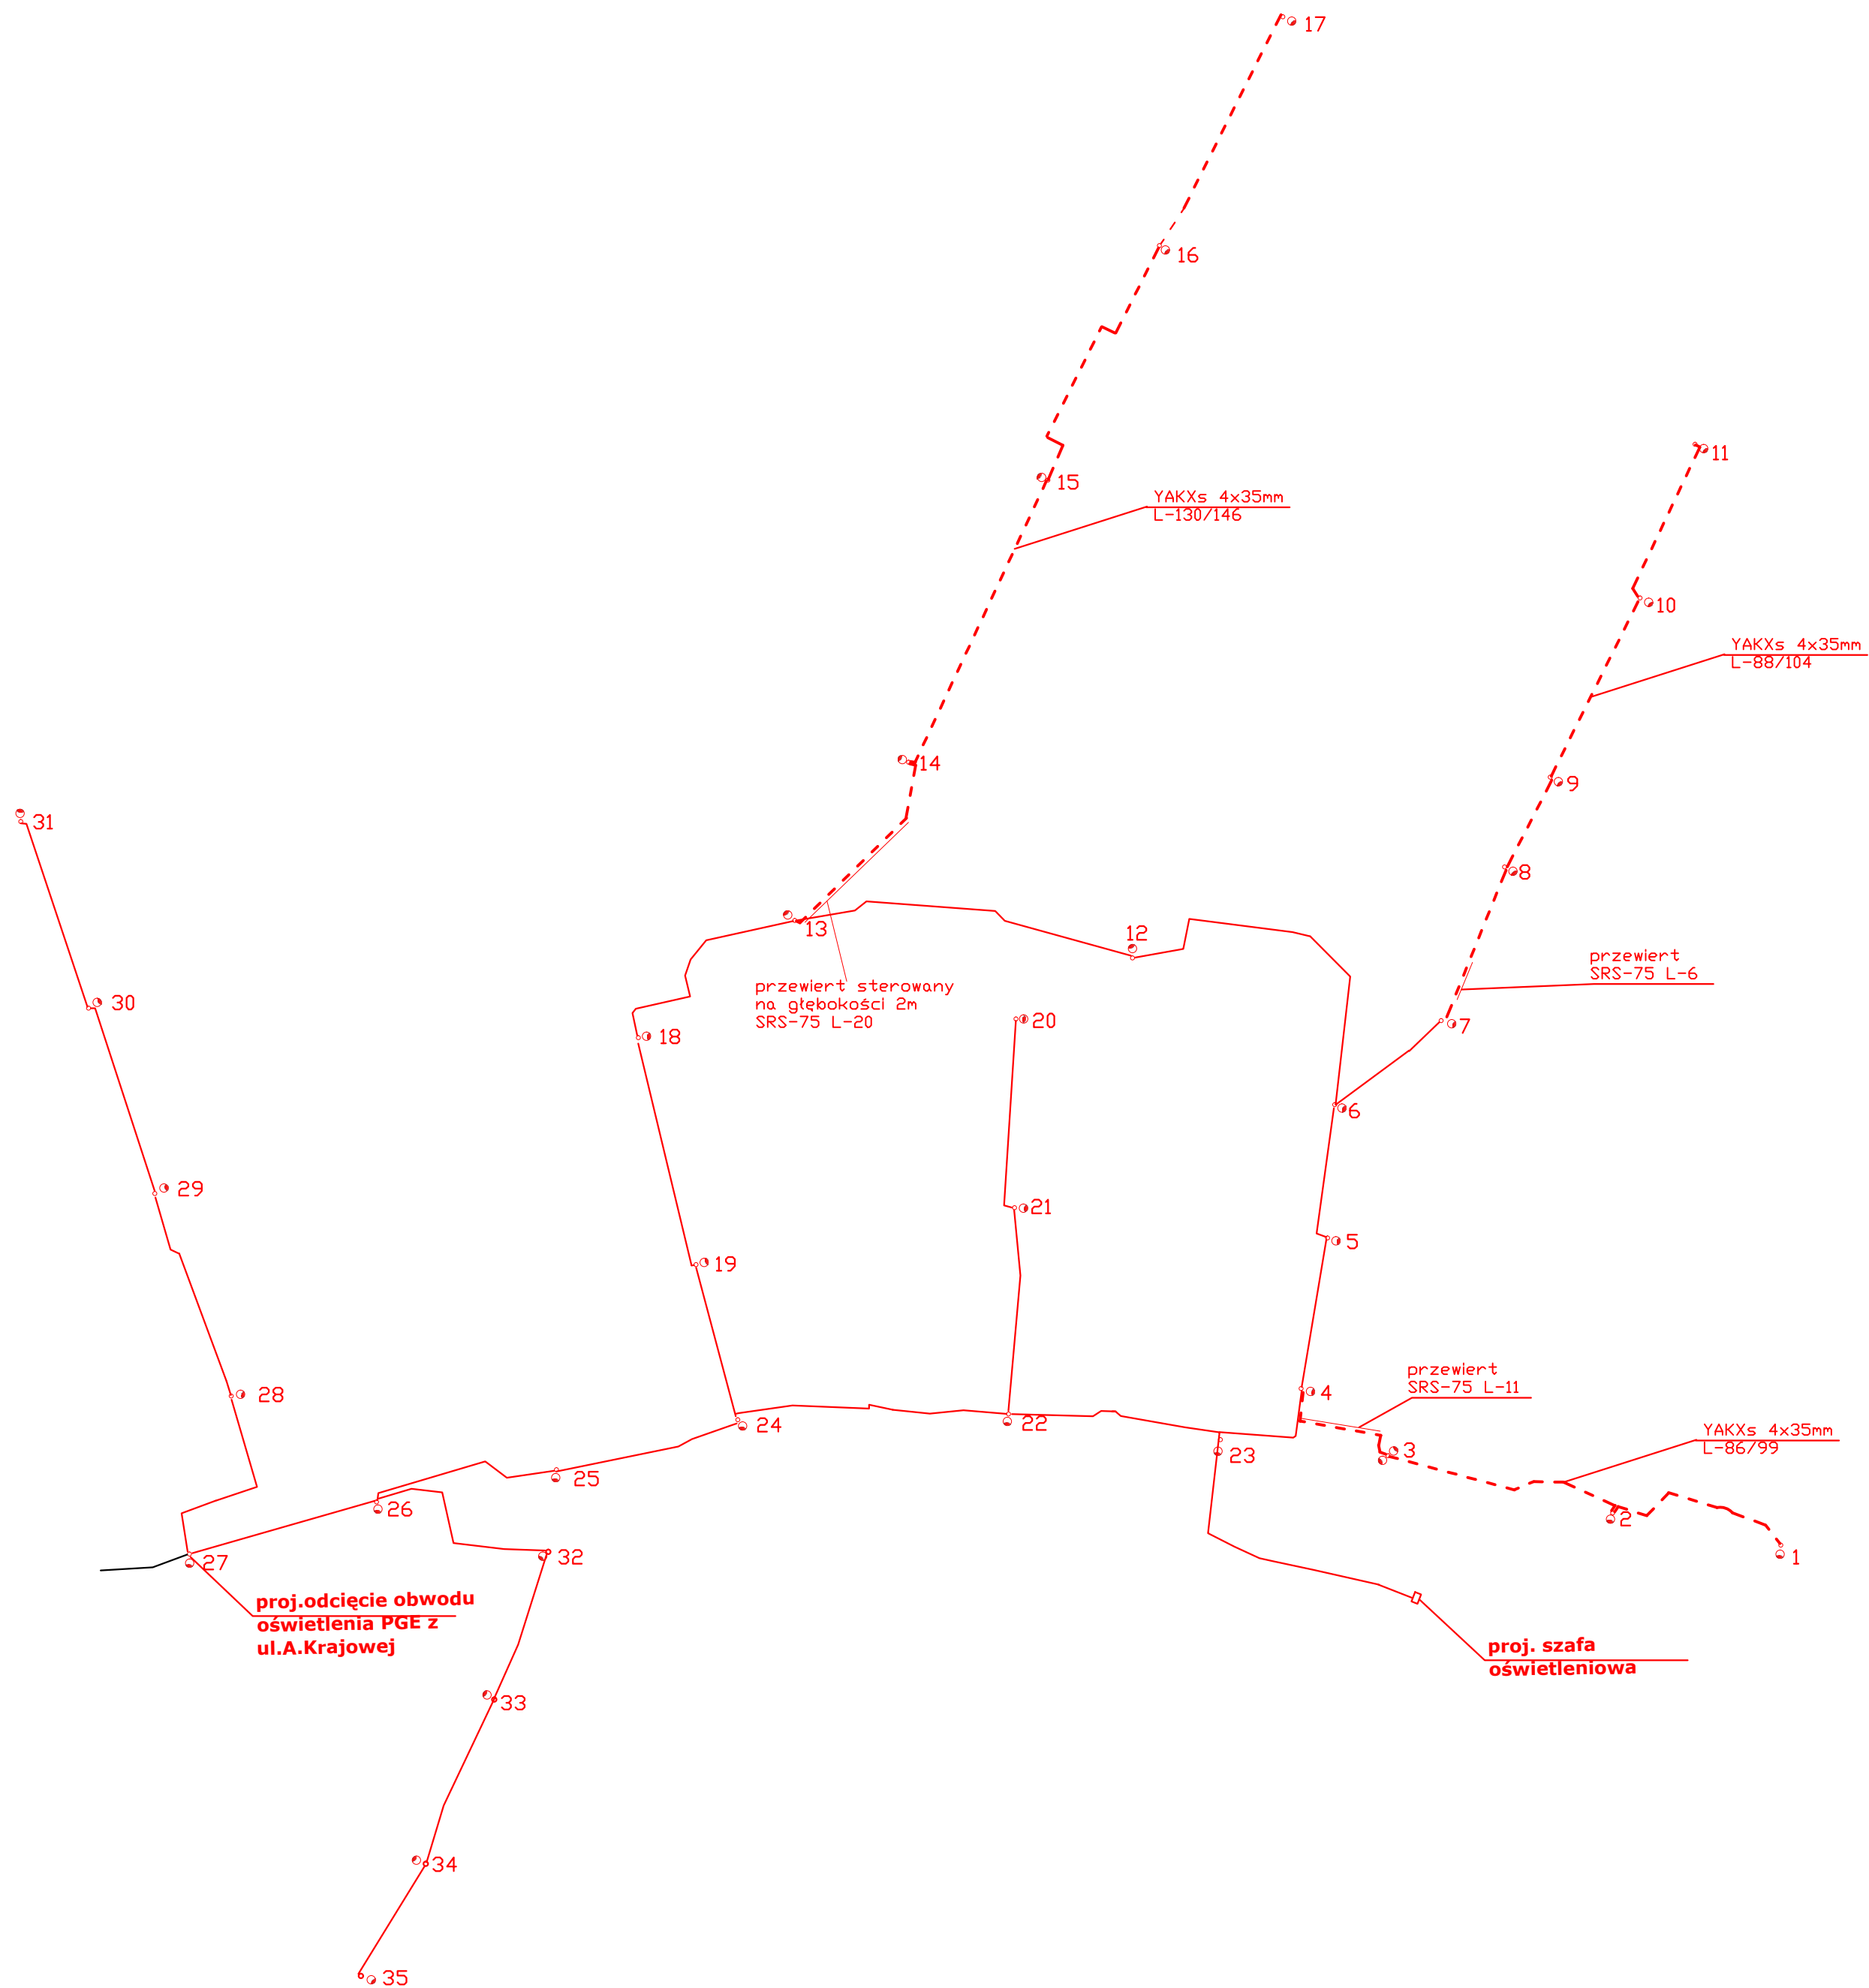 17
16
11
15
YAKXs 4x35mm
L-130/146
10
YAKXs 4x35mm
L-88/104
14
9
31
8
13
12
przewiert
SRS-75 L-6
30
przewiert sterowany
na głębokości 2m
SRS-75 L-20
20
7
18
6
29
21
5
19
przewiert
SRS-75 L-11
28
4
24
22
YAKXs 4x35mm
L-86/99
23
3
25
26
2
27
32
1
proj.odcięcie obwodu
oświetlenia PGE z
ul.A.Krajowej
proj. szafa
oświetleniowa
33
34
35